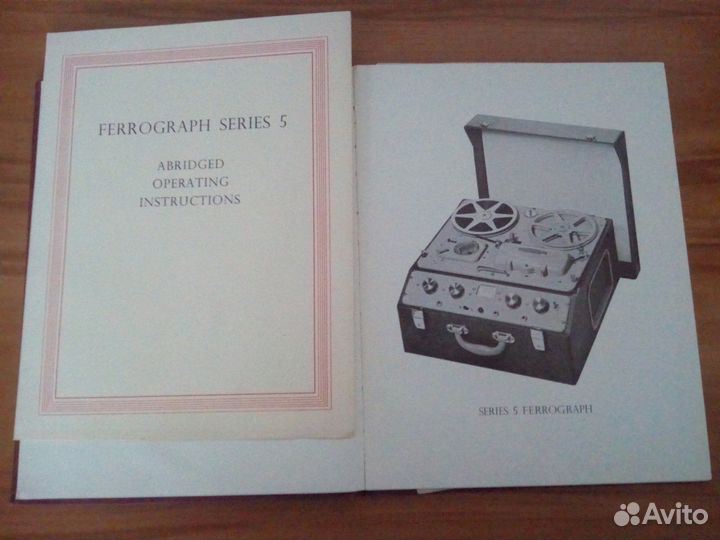 FERROGRAPH SERIES 5
ABRIDGED
OPERATING
INSTRUCTIONS
SERIES 5 FERROGRAPH
Avito